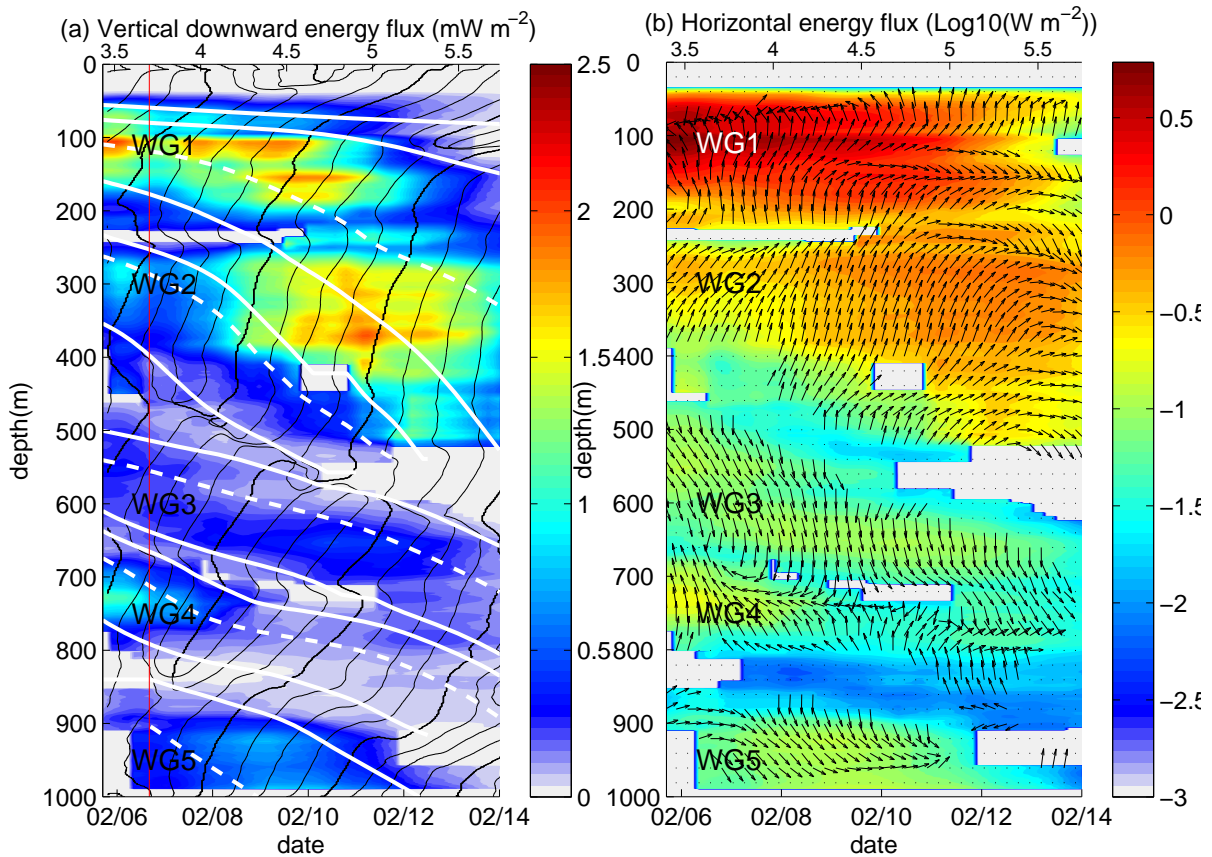 (a) Vertical downward energy flux (mW m−2)
3.5 4 4.5 5 5.5
0
100
200
300
400
500
600
700
800
900
1000
depth(m)
WG1
WG2
WG3
WG4
WG5
02/06 02/08 02/10 02/12 02/14
date
2.5
2
1.5
1
0.5
0
(b) Horizontal energy flux (Log10(W m−2))
3.5 4 4.5 5 5.5
0
100
200
300
400
500
600
700
800
900
1000
depth(m)
WG1
WG2
WG3
WG4
WG5
02/06 02/08 02/10 02/12 02/14
date
0.5
0
−0.5
−1
−1.5
−2
−2.5
−3